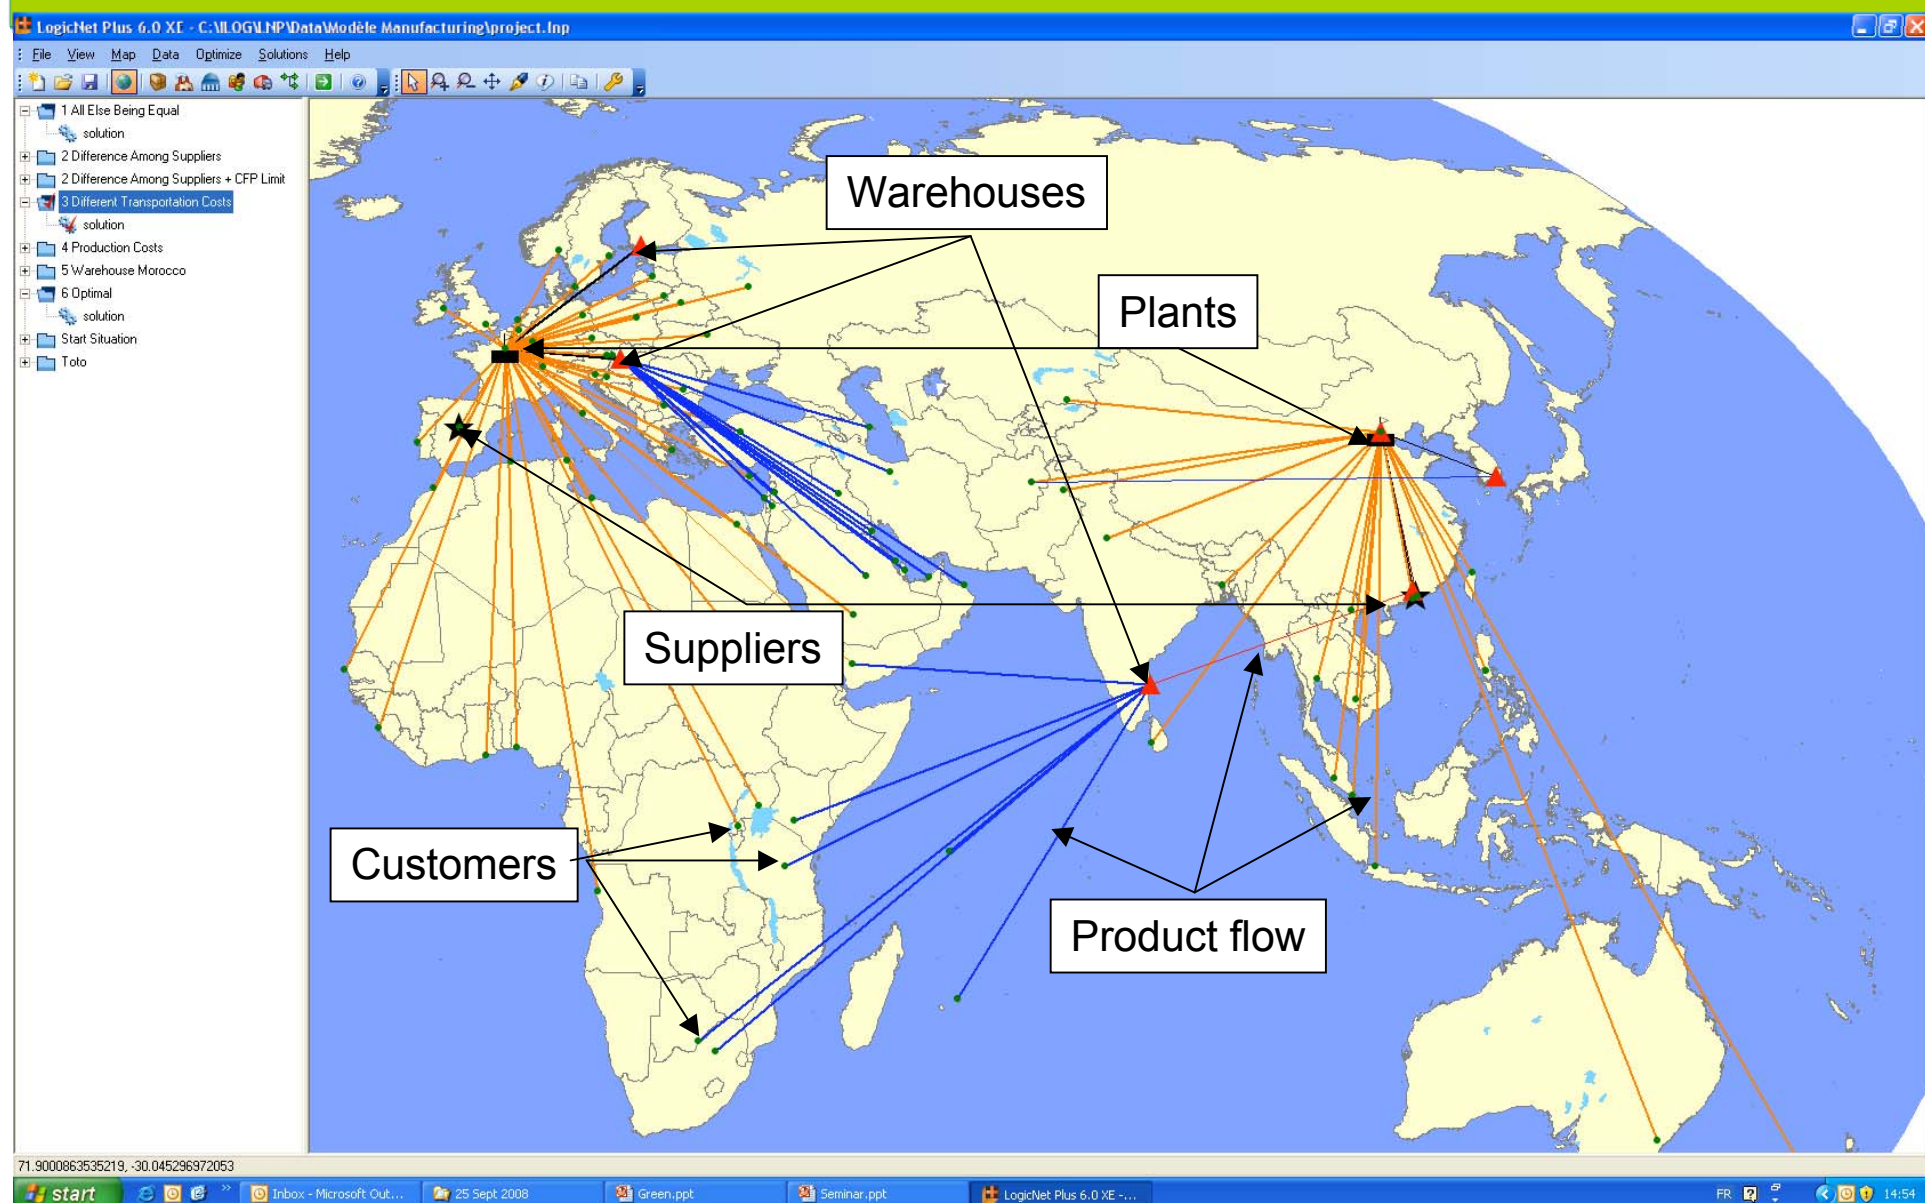 LogicNet Plus 6.0 XE - C:\ILOG\LNP\Data\Modèle Manufacturing\project.lnp
File View Map Data Optimize Solutions Help
1 All Else Being Equal
solution
2 Difference Among Suppliers
2 Difference Among Suppliers + CFP Limit
3 Different Transportation Costs
solution
4 Production Costs
5 Warehouse Morocco
6 Optimal
solution
Start Situation
Toto
Warehouses
Plants
Suppliers
Customers
Product flow
71.9000863535219, -30.045296972053
start
Inbox - Microsoft Out...
25 Sept 2008
Green.ppt
Seminar.ppt
LogicNet Plus 6.0 XE -...
FR
14:54